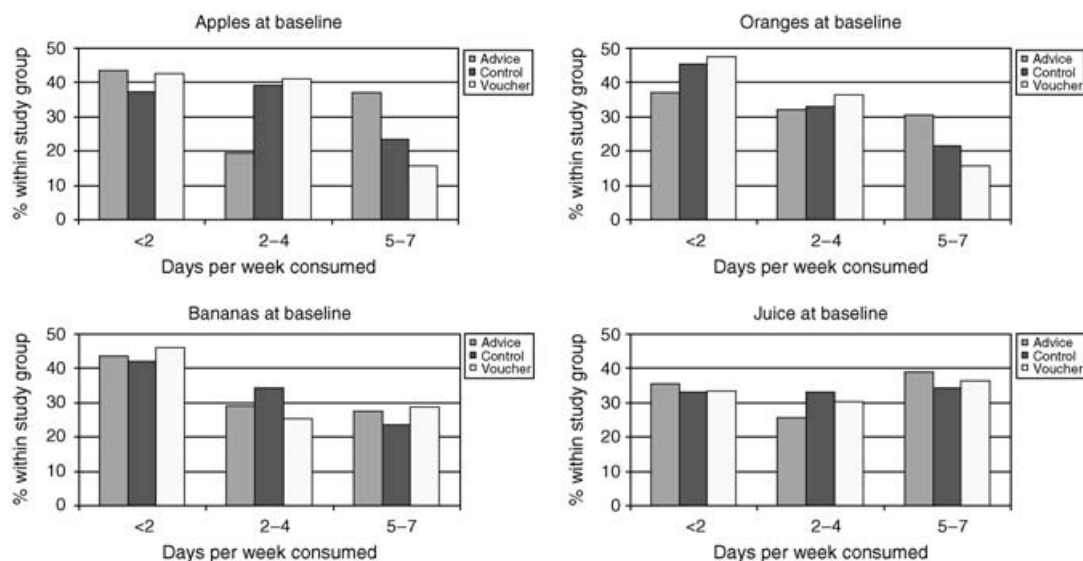 Apples at baseline
% within study group
50
40
30
20
10
0
<2
2–4
5–7
Days per week consumed
Advice
Control
Voucher
Oranges at baseline
% within study group
50
40
30
20
10
0
<2
2–4
5–7
Days per week consumed
Advice
Control
Voucher
Bananas at baseline
% within study group
50
40
30
20
10
0
<2
2–4
5–7
Days per week consumed
Advice
Control
Voucher
Juice at baseline
% within study group
50
40
30
20
10
0
<2
2–4
5–7
Days per week consumed
Advice
Control
Voucher